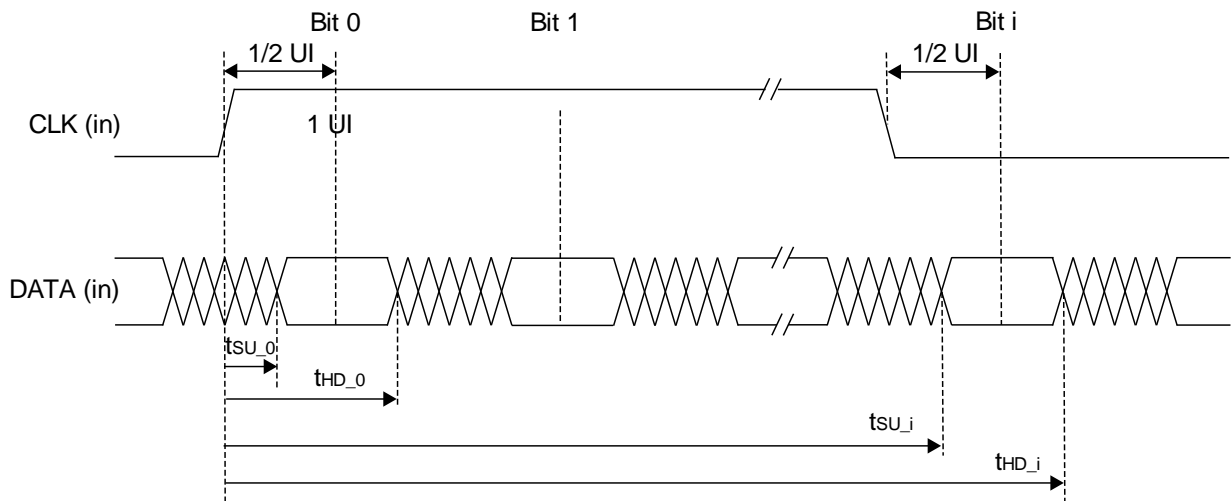 Bit 0
Bit 1
Bit i
1/2 UI
1/2 UI
CLK (in)
1 UI
DATA (in)
tSU_0
tHD_0
tSU_i
tHD_i